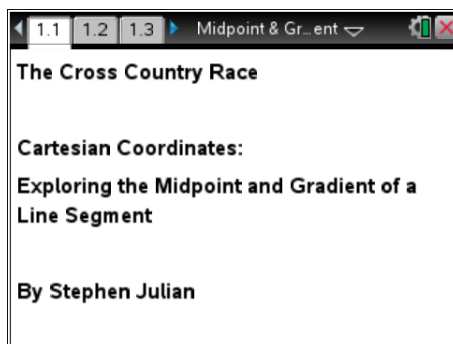 1.1 1.2 1.3 Midpoint & Gr…ent
The Cross Country Race
Cartesian Coordinates:
Exploring the Midpoint and Gradient of a
Line Segment
By Stephen Julian